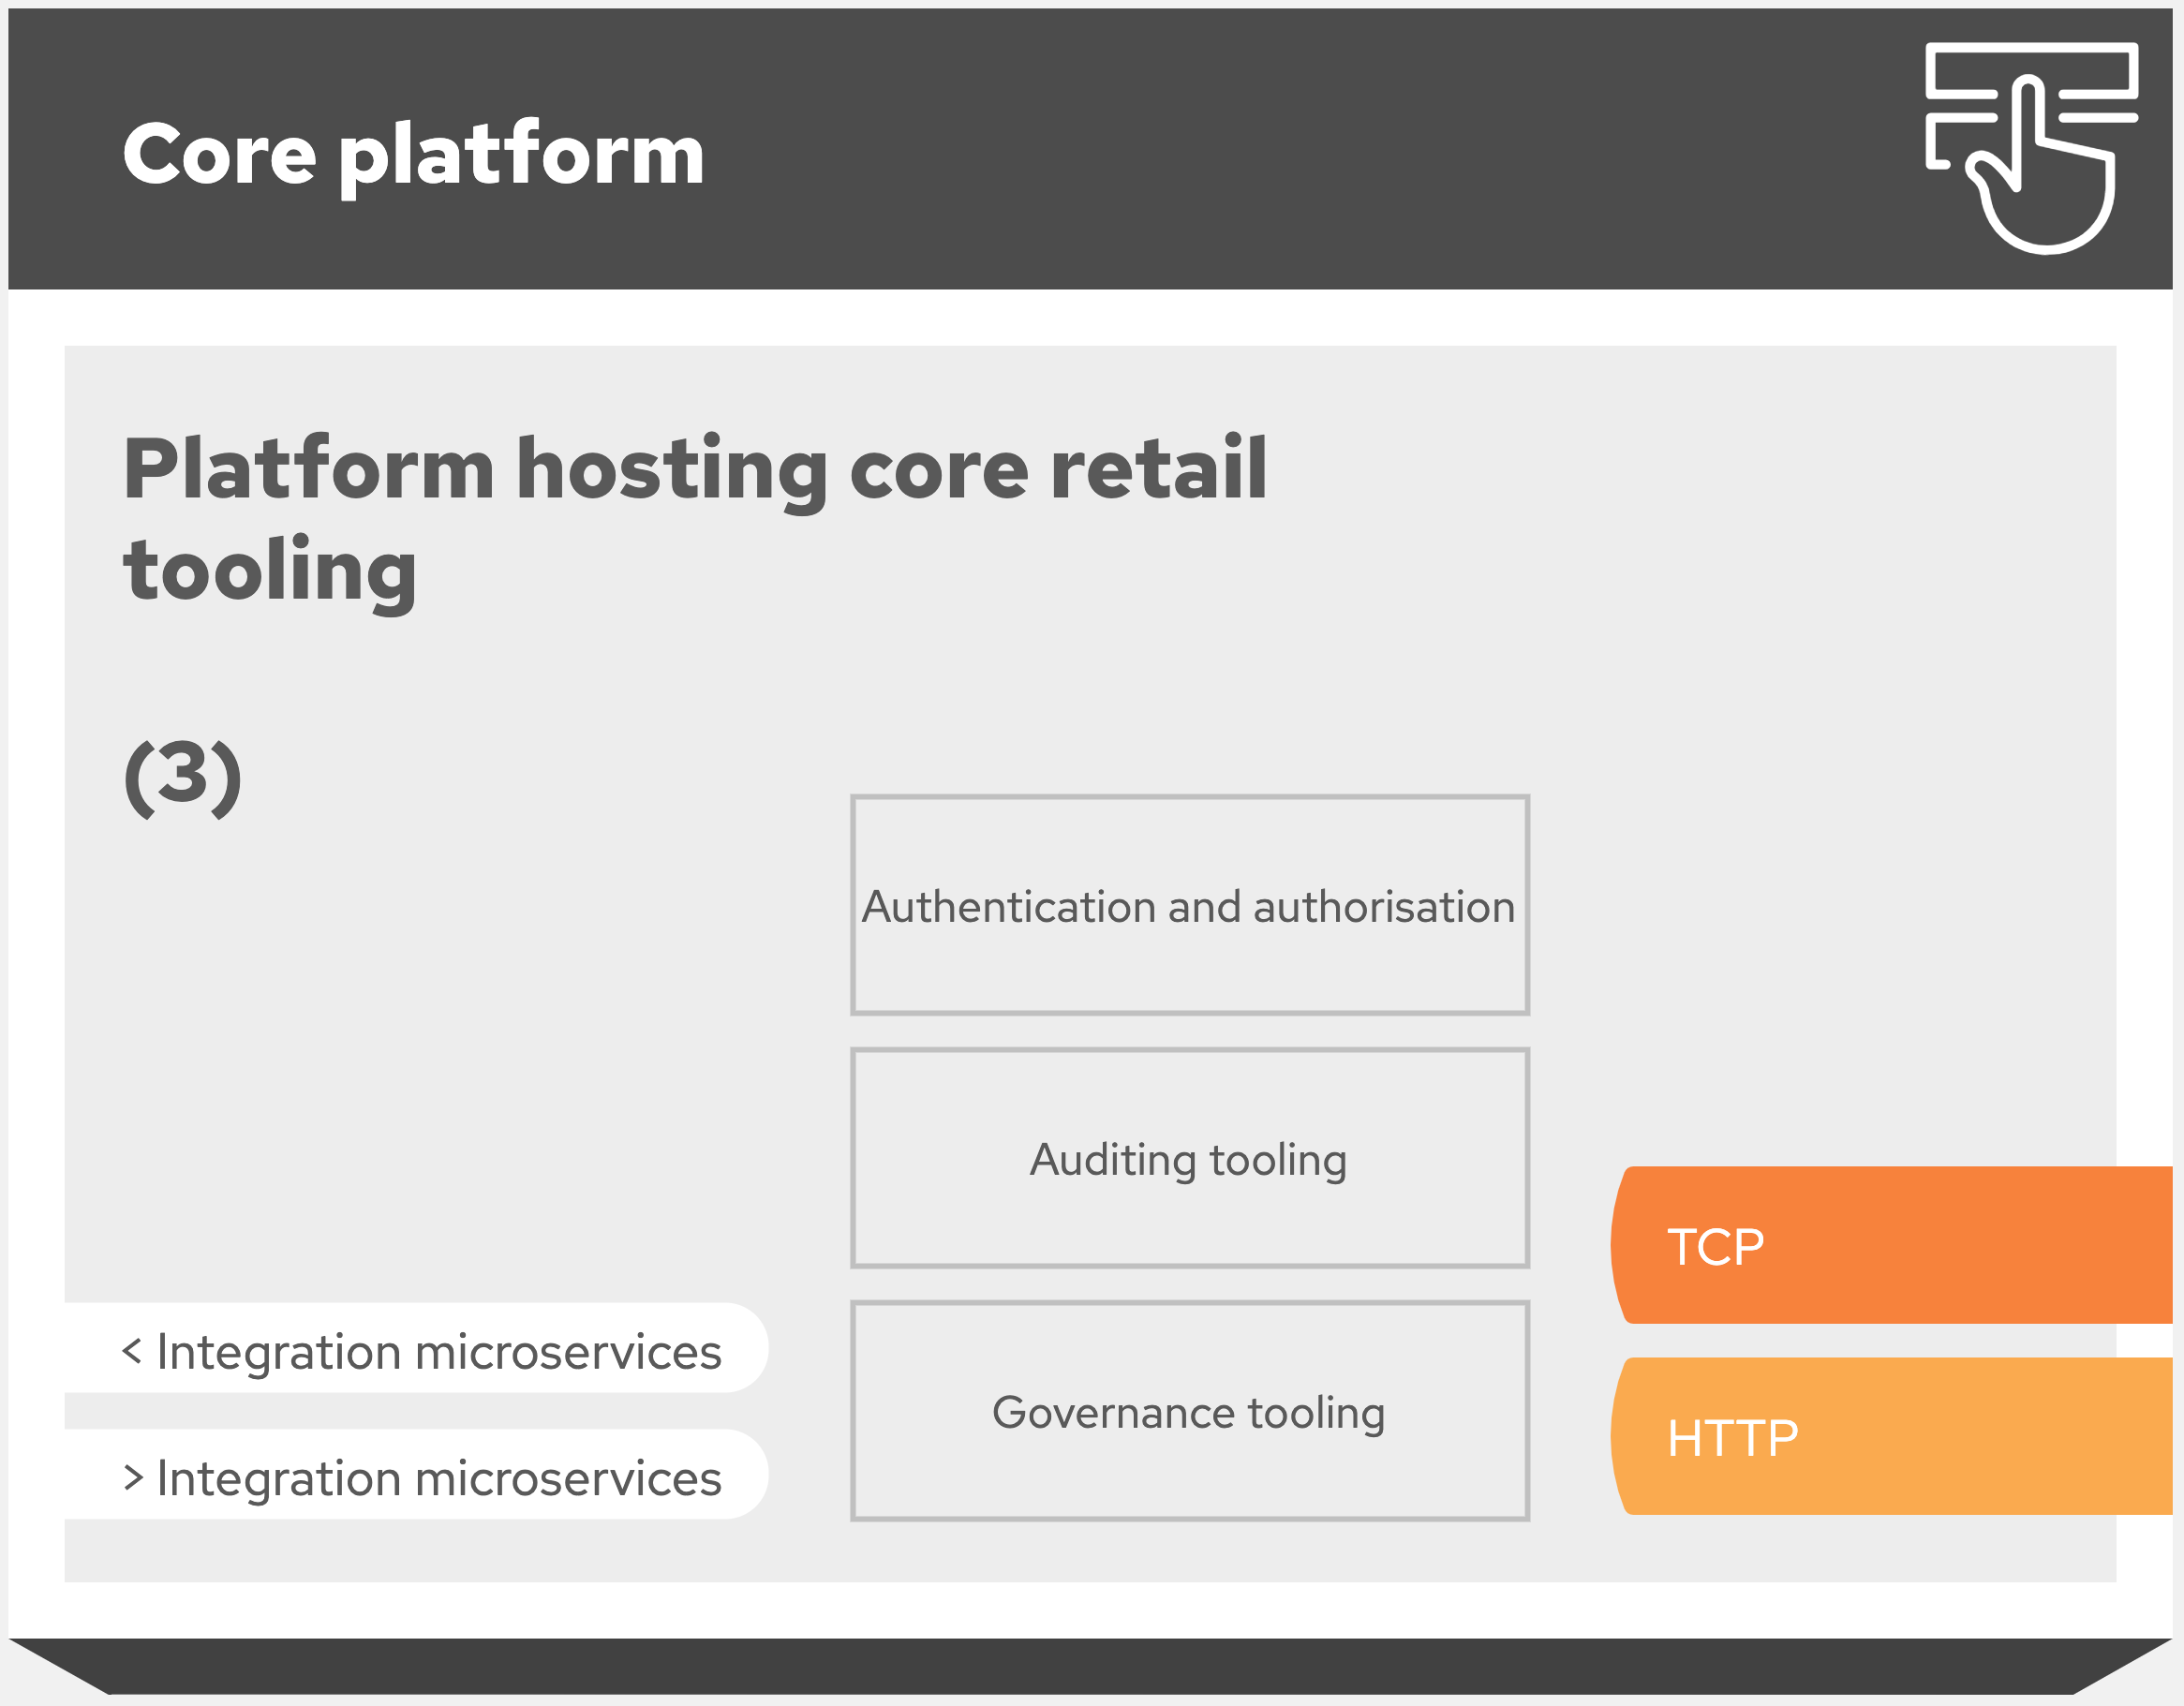 Core platform
Platform hosting core retail
tooling
(3)
Authentication and authorisation
Auditing tooling
Governance tooling
< Integration microservices
> Integration microservices
TCP
HTTP